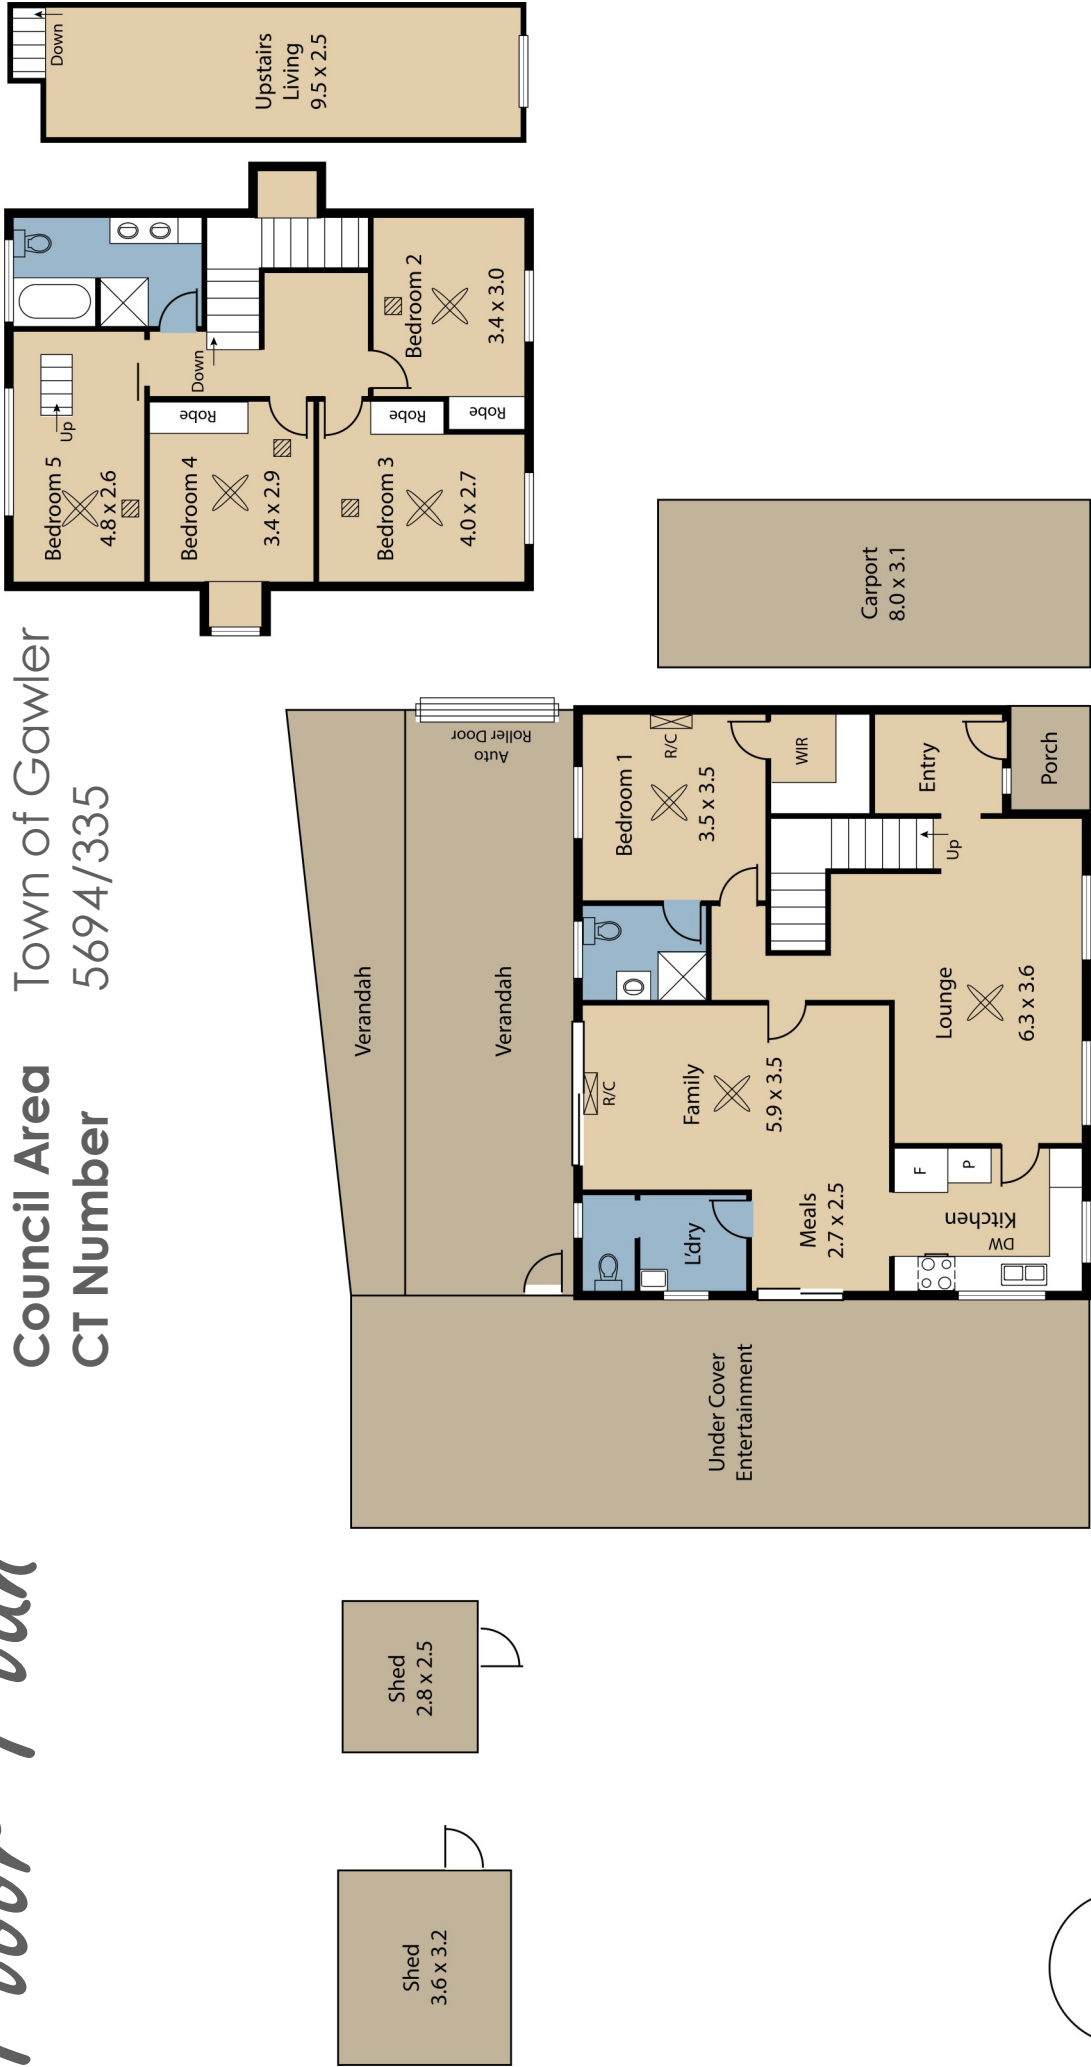 Council Area Town of Gawler
CT Number 5694/335
Down
Upstairs
Living
9.5 x 2.5
Bedroom 5
4.8 x 2.6
Up
Down
Bedroom 4
3.4 x 2.9
Robe
Bedroom 3
4.0 x 2.7
Robe
Robe
Bedroom 2
3.4 x 3.0
Shed
3.6 x 3.2
Shed
2.8 x 2.5
Verandah
Verandah
Auto
Roller Door
Under Cover
Entertainment
L'dry
Family
5.9 x 3.5
R/C
Meals
2.7 x 2.5
Kitchen
DW
F
P
Bedroom 1
3.5 x 3.5
R/C
WIR
Entry
Up
Lounge
6.3 x 3.6
Porch
Carport
8.0 x 3.1